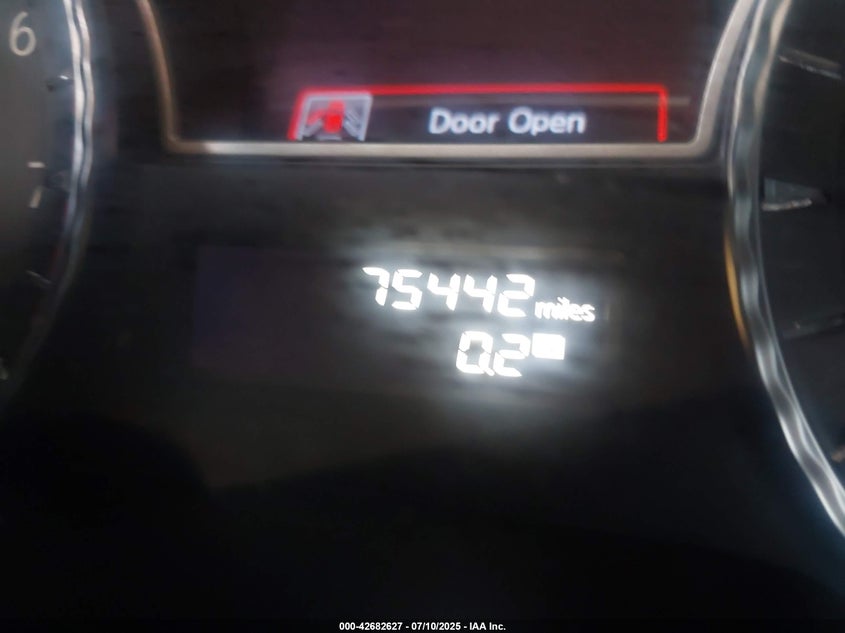 6
Door Open
75442 miles
0.2
000-42682627 - 07/10/2025 - IAA Inc.